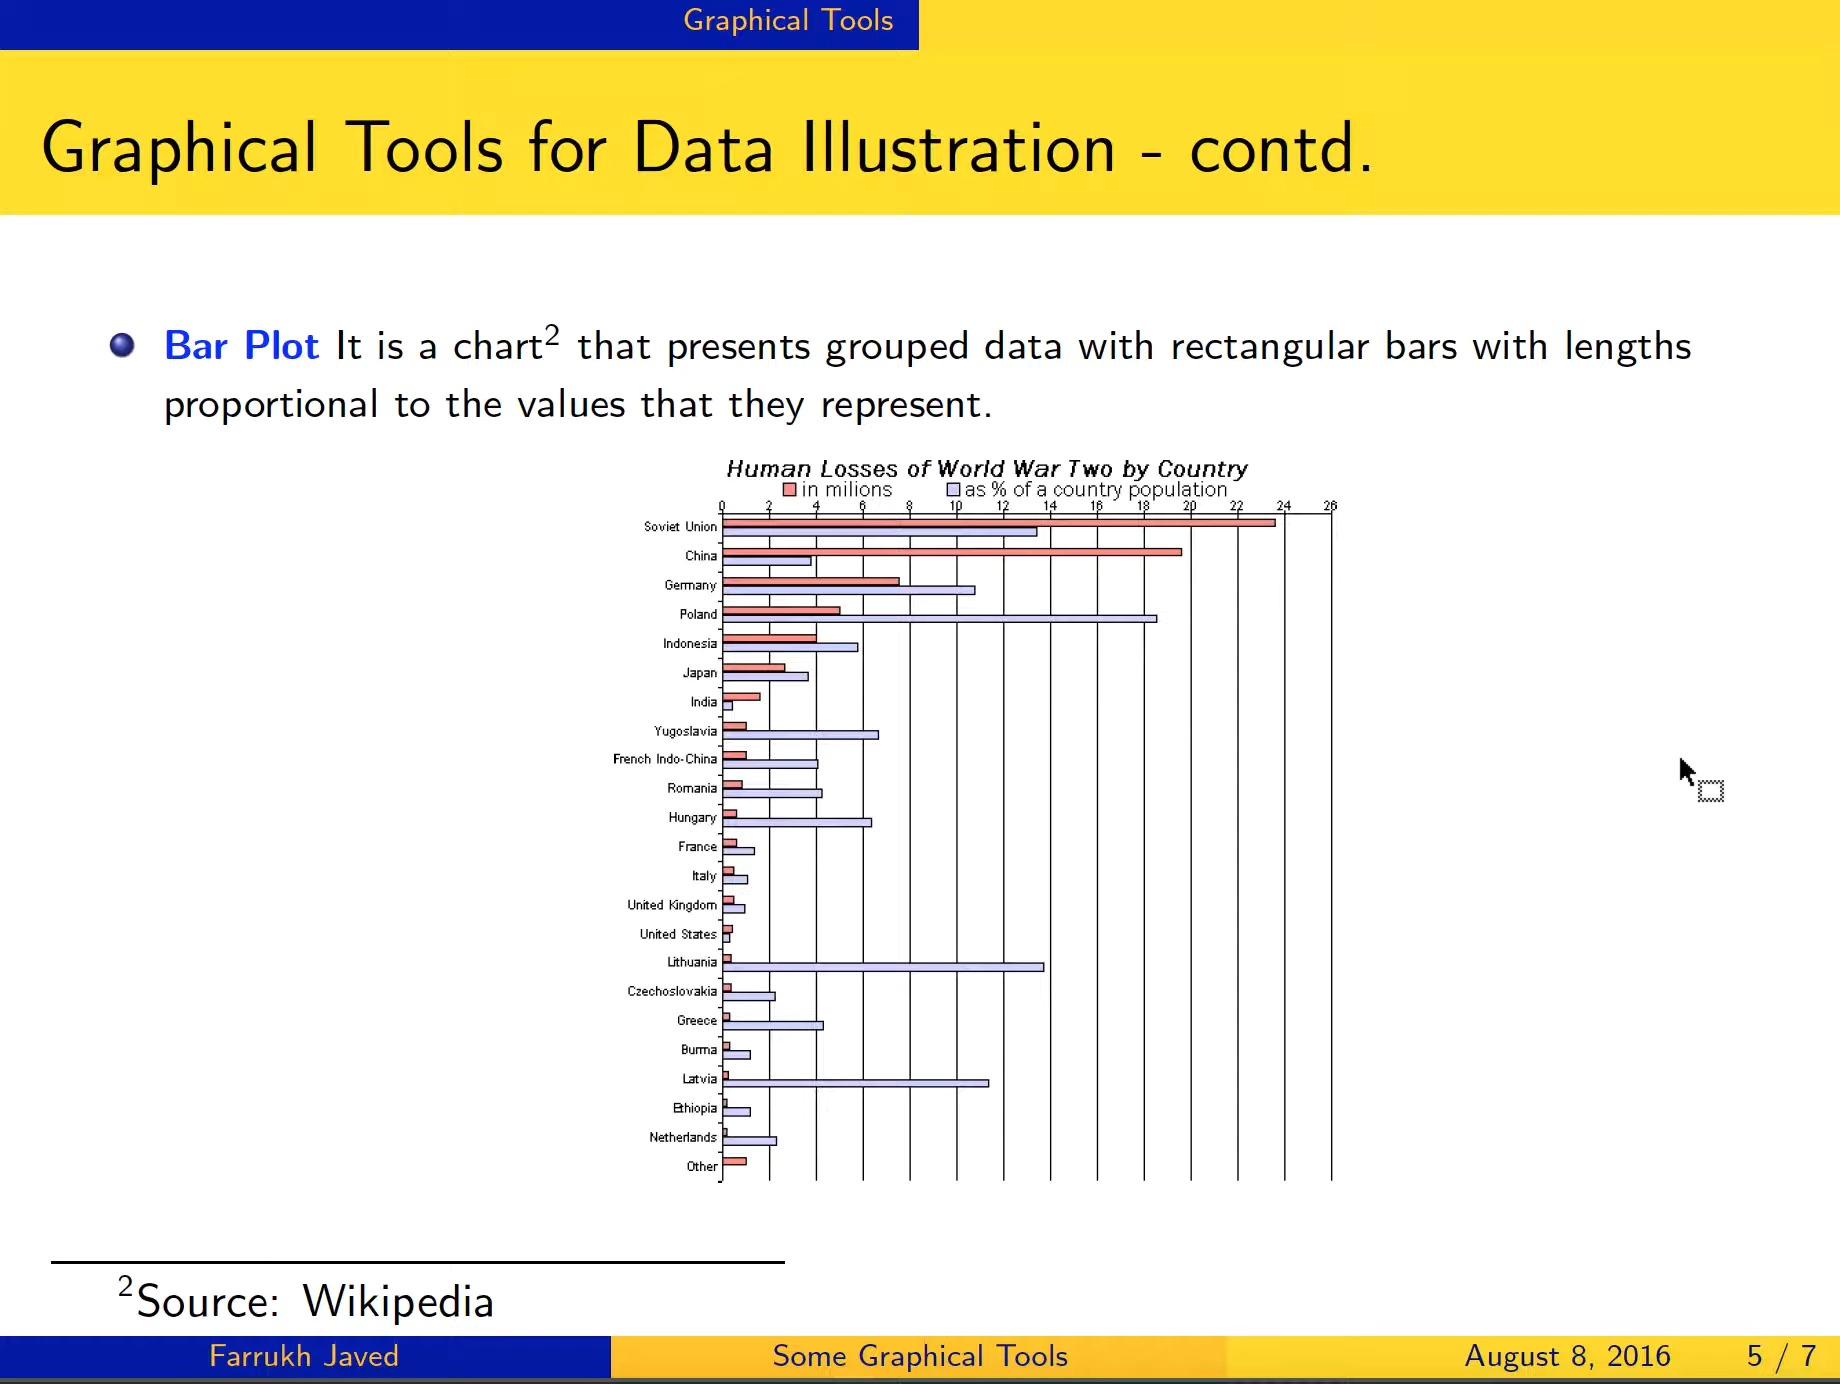 Graphical Tools
Graphical Tools for Data Illustration - contd.
Bar Plot It is a chart2 that presents grouped data with rectangular bars with lengths
proportional to the values that they represent.
Human Losses of World War Two by Country
in milions as % of a country population
0 2 4 6 8 10 12 14 16 18 20 22 24 26
Soviet Union
China
Germany
Poland
Indonesia
Japan
India
Yugoslavia
French Indo-China
Romania
Hungary
France
Italy
United Kingdom
United States
Lithuania
Czechoslovakia
Greece
Burma
Latvia
Ethiopia
Netherlands
Other
2Source: Wikipedia
Farrukh Javed Some Graphical Tools August 8, 2016 5 / 7